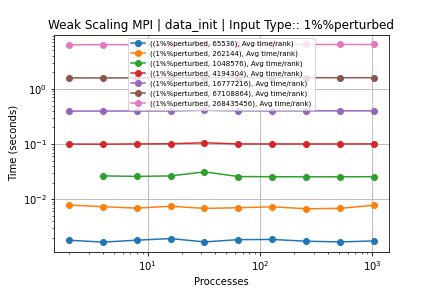 Weak Scaling MPI | data_init | Input Type:: 1%%perturbed
((1%%perturbed, 65536), Avg time/rank)
((1%%perturbed, 262144), Avg time/rank)
((1%%perturbed, 1048576), Avg time/rank)
((1%%perturbed, 4194304), Avg time/rank)
((1%%perturbed, 16777216), Avg time/rank)
((1%%perturbed, 67108864), Avg time/rank)
((1%%perturbed, 268435456), Avg time/rank)
Time (seconds)
10⁰
10⁻¹
10⁻²
10¹
10²
10³
Proccesses